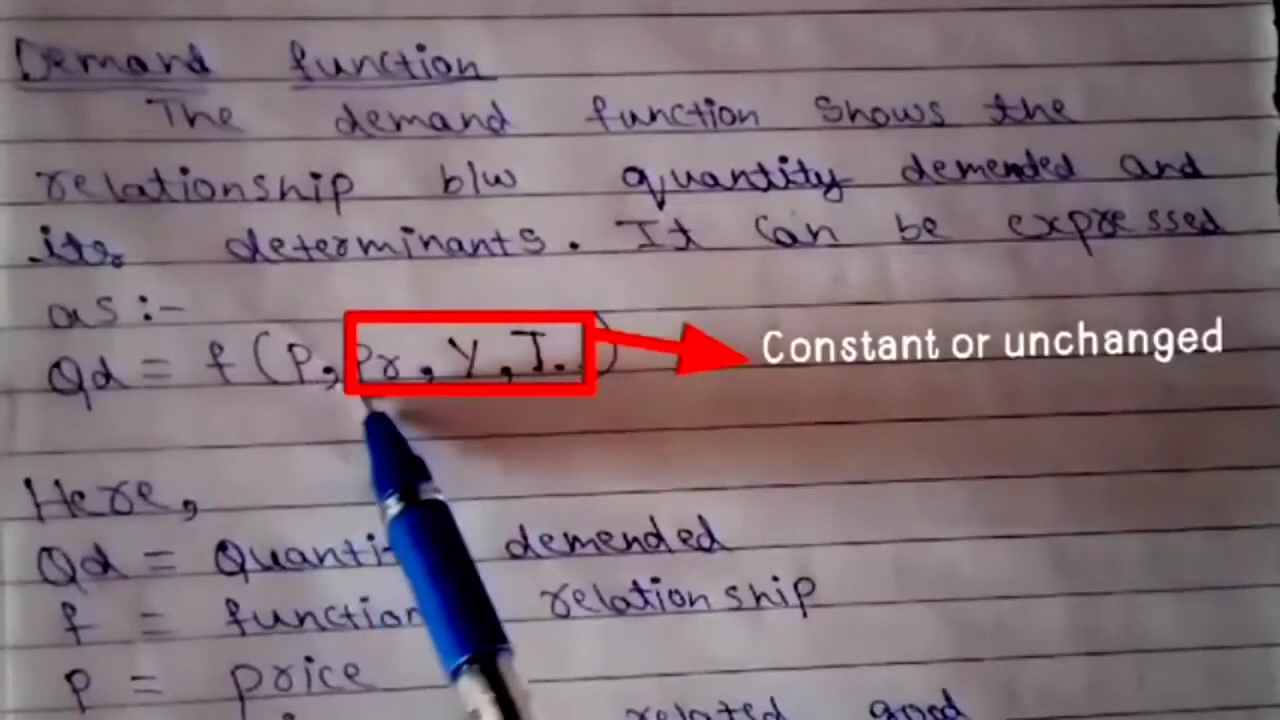 Demand function
The demand function shows the
relationship b/w quantity demended and
its determinants. It can be expressed
as:-
Qd = f (P, Pr, Y, T..)
Constant or unchanged
Here,
Qd = Quanti demended
f = function relationship
P = price
related good